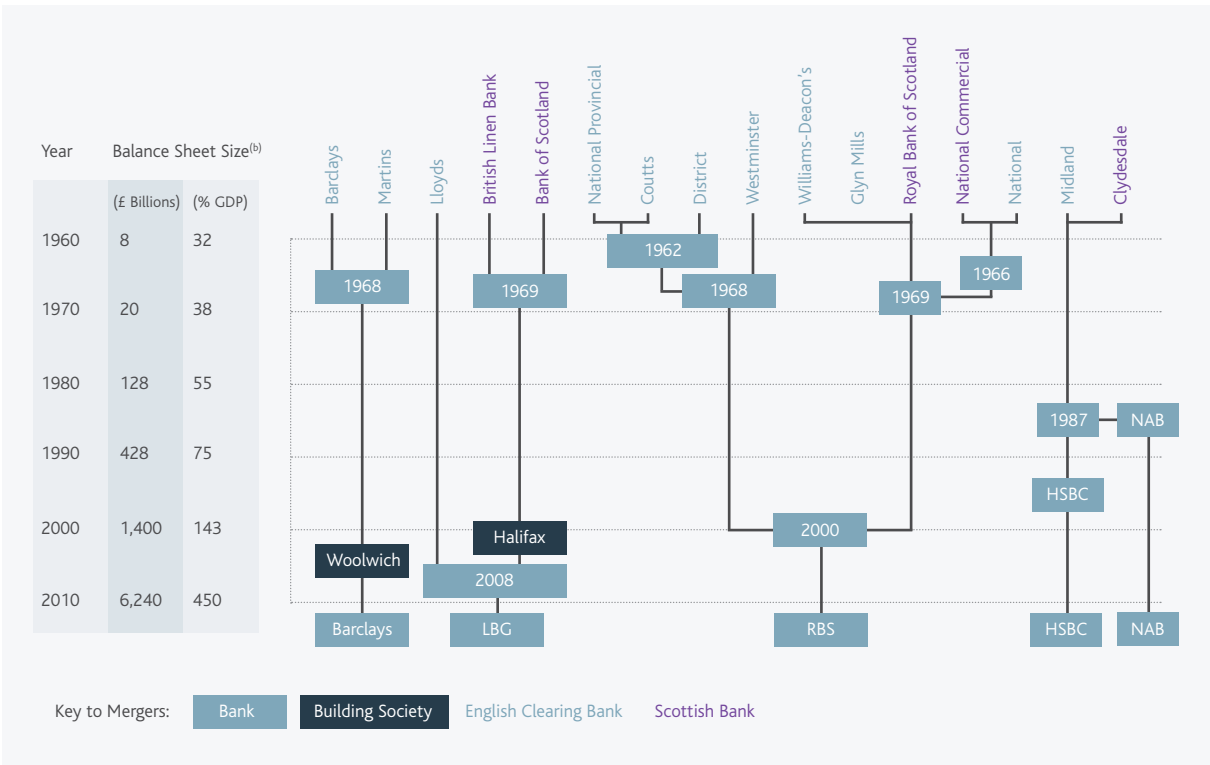 Year
Balance Sheet Size(b)
(£ Billions)
(% GDP)
1960 8 32
1970 20 38
1980 128 55
1990 428 75
2000 1,400 143
2010 6,240 450
Barclays
Martins
Lloyds
British Linen Bank
Bank of Scotland
National Provincial
Coutts
District
Westminster
Williams-Deacon's
Glyn Mills
Royal Bank of Scotland
National Commercial
National
Midland
Clydesdale
1962
1966
1968
1969
1968
1969
1987
NAB
HSBC
2000
Halifax
Woolwich
2008
Barclays
LBG
RBS
HSBC
NAB
Key to Mergers:
Bank
Building Society
English Clearing Bank
Scottish Bank